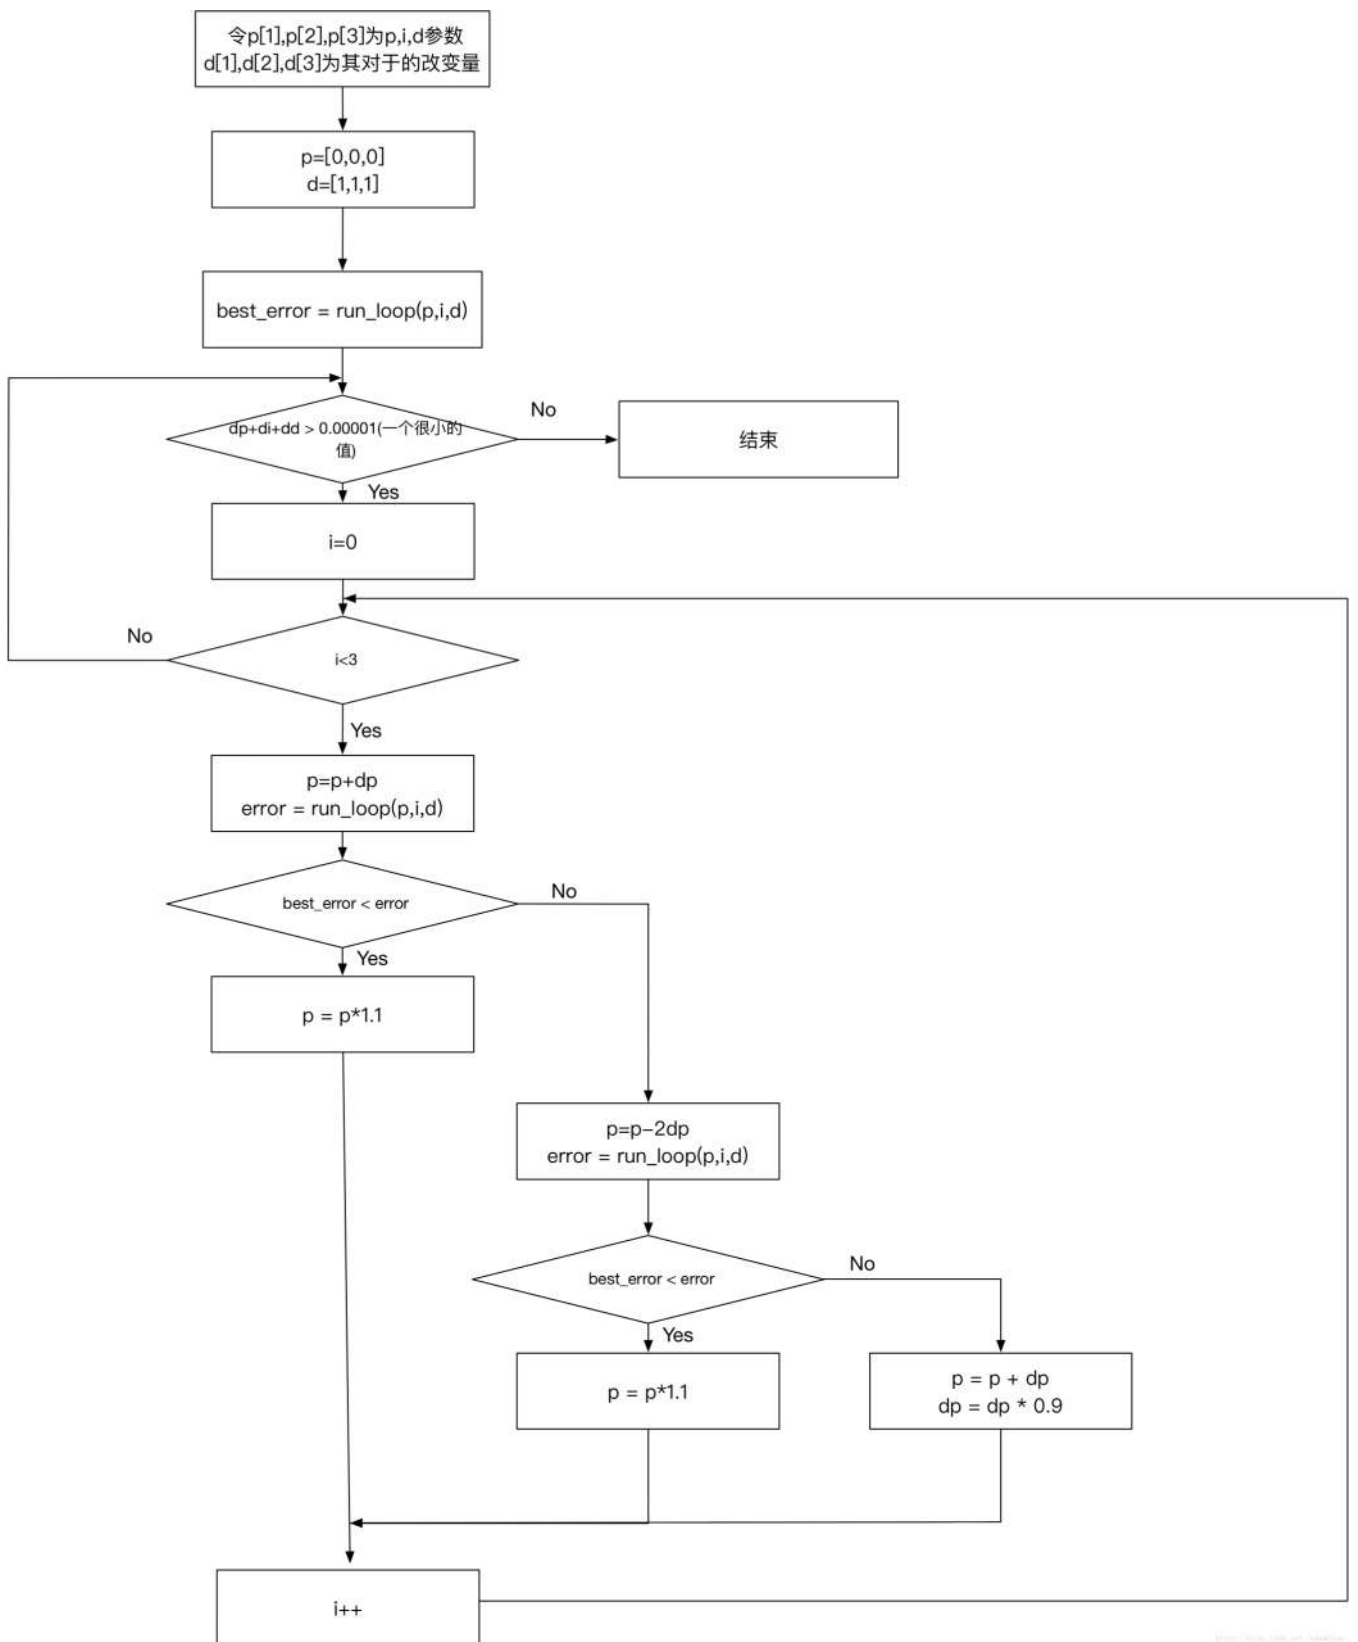 令p[1],p[2],p[3]为p,i,d参数
d[1],d[2],d[3]为其对于的改变量
p=[0,0,0]
d=[1,1,1]
best_error = run_loop(p,i,d)
dp+di+dd > 0.00001(一个很小的
值)
No
结束
Yes
i=0
No
i<3
Yes
p=p+dp
error = run_loop(p,i,d)
best_error < error
No
Yes
p = p*1.1
p=p-2dp
error = run_loop(p,i,d)
best_error < error
No
Yes
p = p*1.1
p = p + dp
dp = dp * 0.9
i++